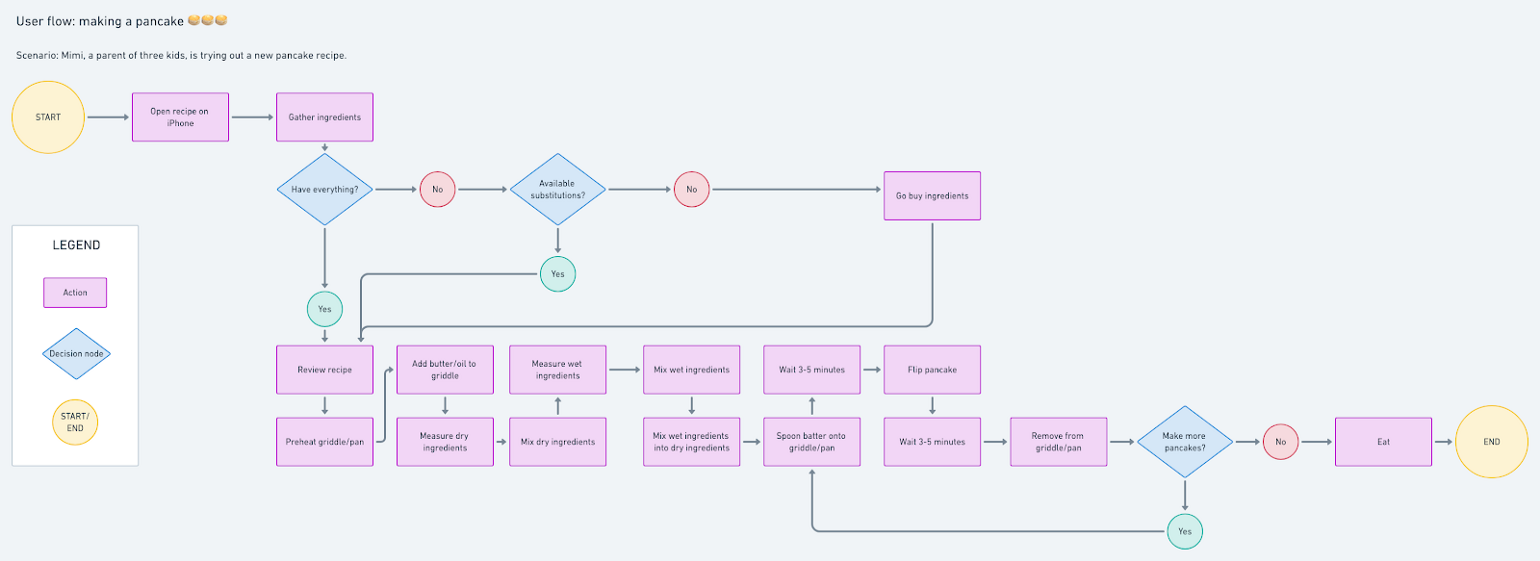 User flow: making a pancake 🥞🥞🥞
Scenario: Mimi, a parent of three kids, is trying out a new pancake recipe.
START
Open recipe on
iPhone
Gather ingredients
Have everything?
No
Available
substitutions?
No
Go buy ingredients
Yes
Yes
LEGEND
Action
Decision node
START/
END
Review recipe
Preheat griddle/pan
Add butter/oil to
griddle
Measure dry
ingredients
Mix dry ingredients
Measure wet
ingredients
Mix wet ingredients
Mix wet ingredients
into dry ingredients
Spoon batter onto
griddle/pan
Wait 3-5 minutes
Flip pancake
Wait 3-5 minutes
Remove from
griddle/pan
Make more
pancakes?
No
Eat
END
Yes